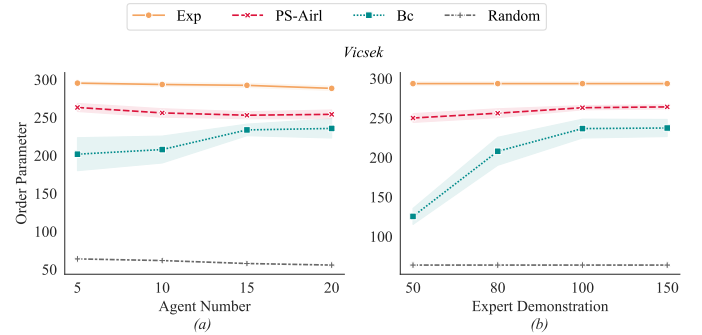 Exp PS-Airl Bc Random
Vicsek
Order Parameter
300
250
200
150
100
50
5 10 15 20
Agent Number
(a)
300
250
200
150
100
50 80 100 150
Expert Demonstration
(b)